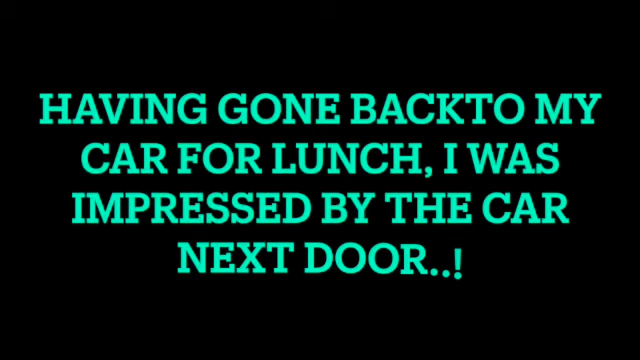 HAVING GONE BACKTO MY
CAR FOR LUNCH, I WAS
IMPRESSED BY THE CAR
NEXT DOOR..!